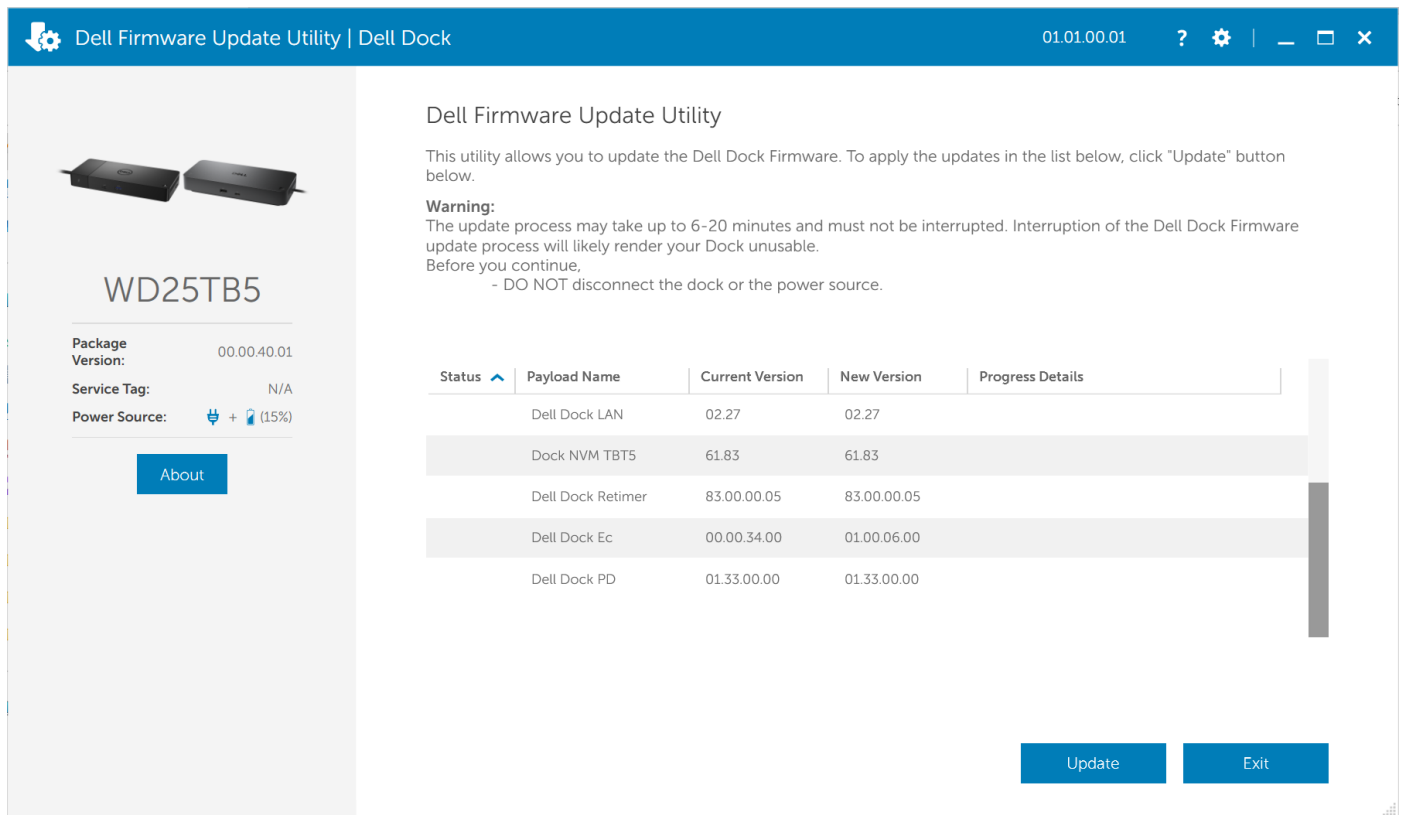 Dell Firmware Update Utility | Dell Dock
01.01.00.01
?
Dell Firmware Update Utility
This utility allows you to update the Dell Dock Firmware. To apply the updates in the list below, click "Update" button
below.
Warning:
The update process may take up to 6-20 minutes and must not be interrupted. Interruption of the Dell Dock Firmware
update process will likely render your Dock unusable.
Before you continue,
- DO NOT disconnect the dock or the power source.
WD25TB5
Package
Version: 00.00.40.01
Service Tag: N/A
Power Source: + (15%)
About
Status Payload Name Current Version New Version Progress Details
Dell Dock LAN 02.27 02.27
Dock NVM TBT5 61.83 61.83
Dell Dock Retimer 83.00.00.05 83.00.00.05
Dell Dock Ec 00.00.34.00 01.00.06.00
Dell Dock PD 01.33.00.00 01.33.00.00
Update Exit